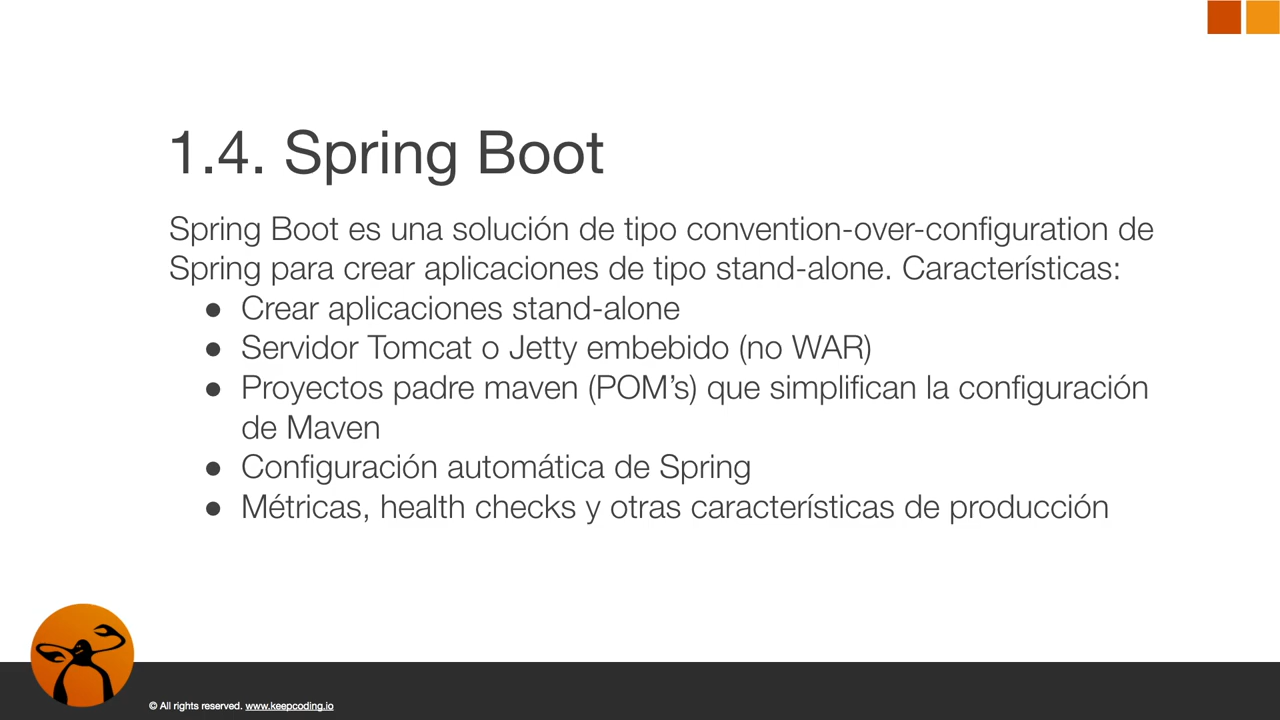 1.4. Spring Boot
Spring Boot es una solución de tipo convention-over-configuration de
Spring para crear aplicaciones de tipo stand-alone. Características:
● Crear aplicaciones stand-alone
● Servidor Tomcat o Jetty embebido (no WAR)
● Proyectos padre maven (POM’s) que simplifican la configuración
de Maven
● Configuración automática de Spring
● Métricas, health checks y otras características de producción
© All rights reserved. www.keepcoding.io